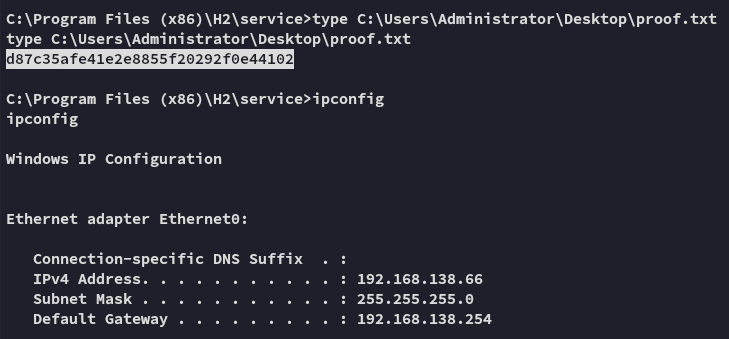 C:\Program Files (x86)\H2\service>type C:\Users\Administrator\Desktop\proof.txt
type C:\Users\Administrator\Desktop\proof.txt
d87c35afe41e2e8855f20292f0e44102
C:\Program Files (x86)\H2\service>ipconfig
ipconfig
Windows IP Configuration
Ethernet adapter Ethernet0:
Connection-specific DNS Suffix  . :
IPv4 Address. . . . . . . . . . . : 192.168.138.66
Subnet Mask . . . . . . . . . . . : 255.255.255.0
Default Gateway . . . . . . . . . : 192.168.138.254